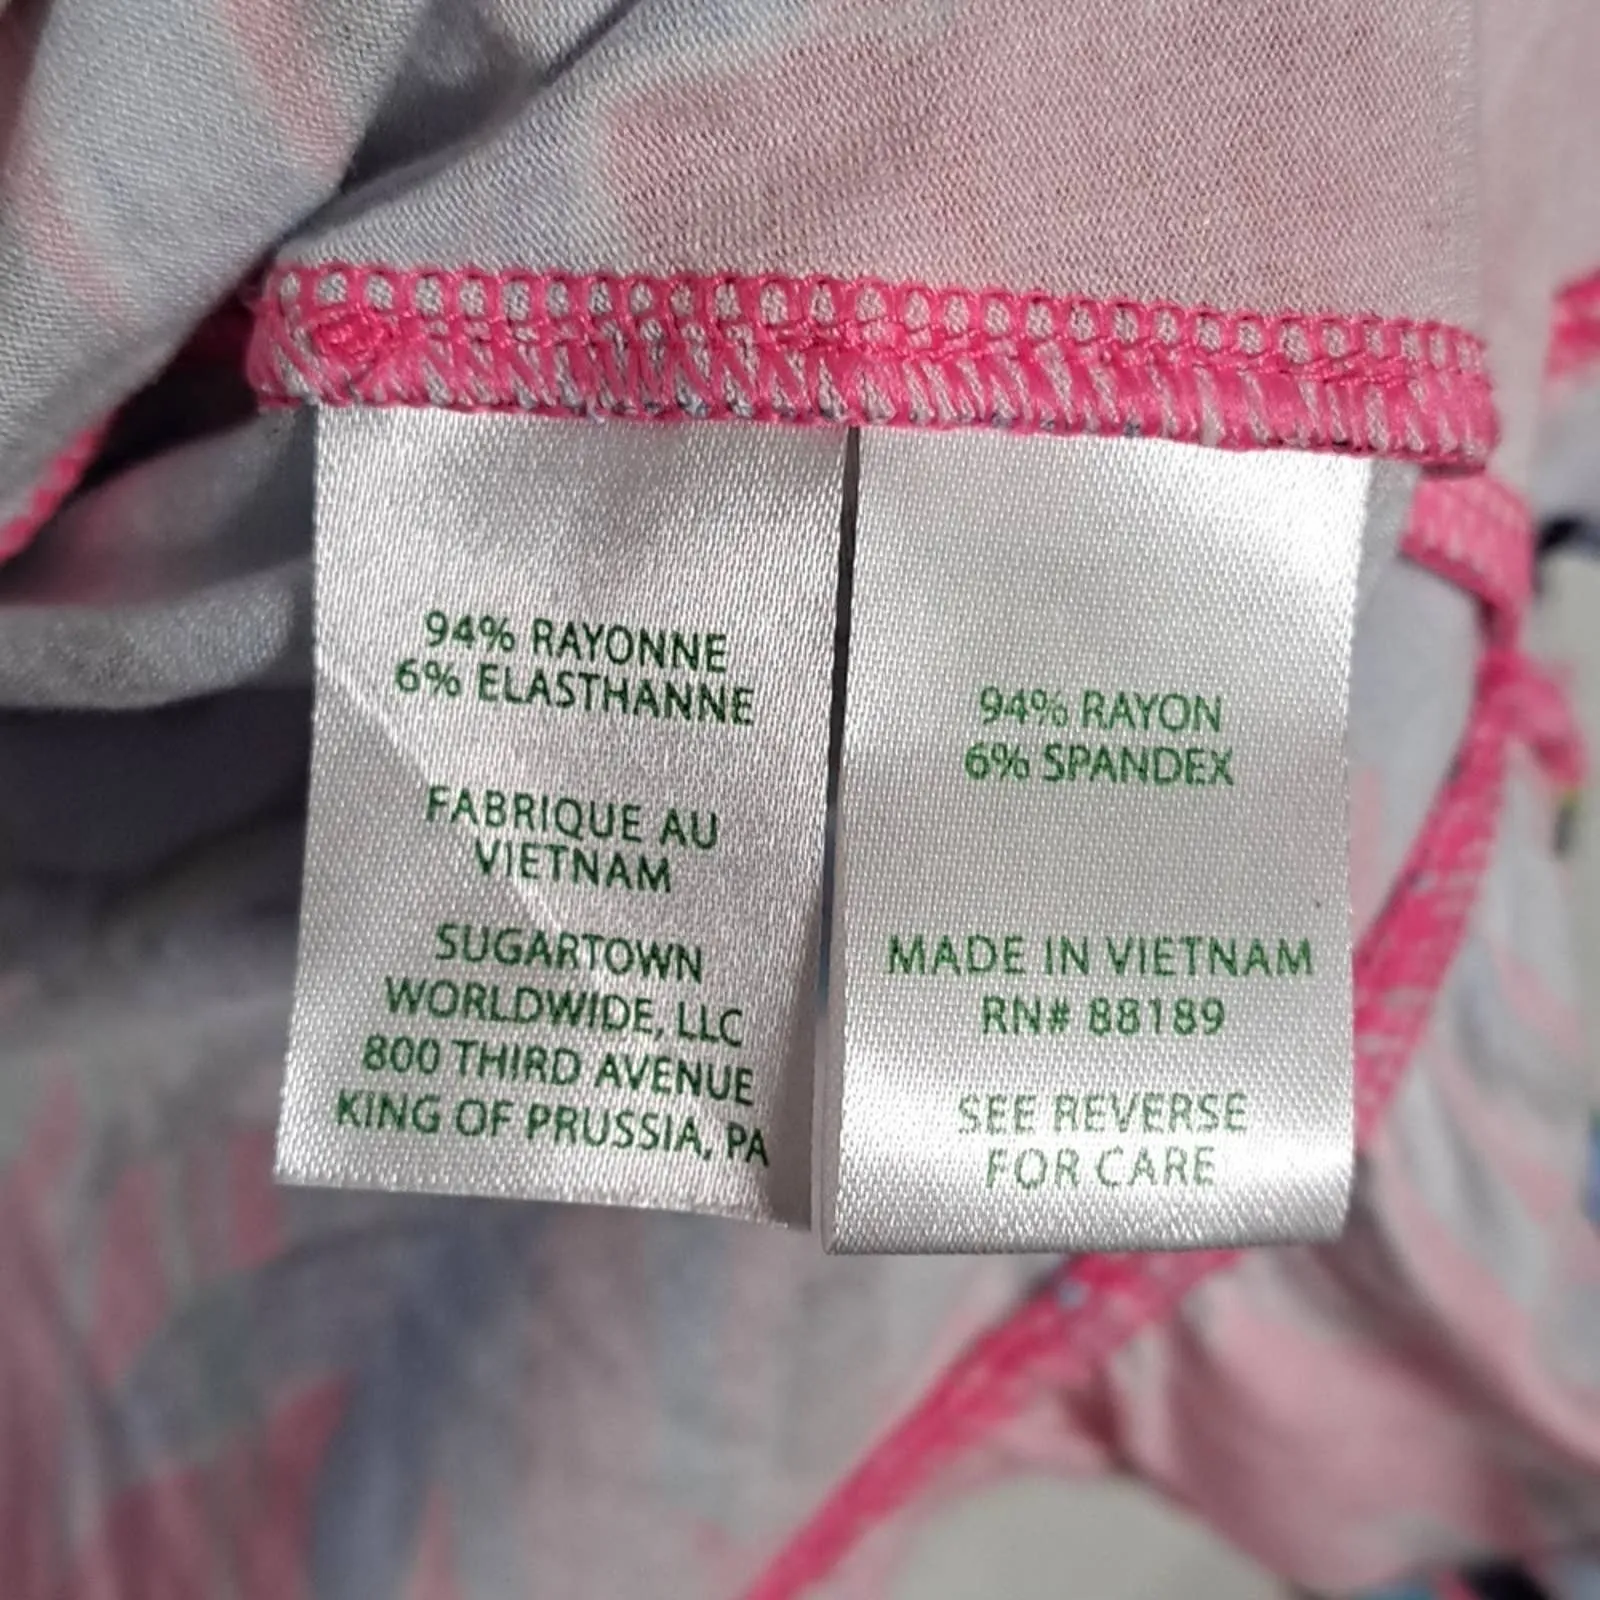 94% RAYONNE
6% ELASTHANNE
FABRIQUE AU
VIETNAM
SUGARTOWN
WORLDWIDE, LLC
800 THIRD AVENUE
KING OF PRUSSIA, PA
94% RAYON
6% SPANDEX
MADE IN VIETNAM
RN# 88189
SEE REVERSE
FOR CARE